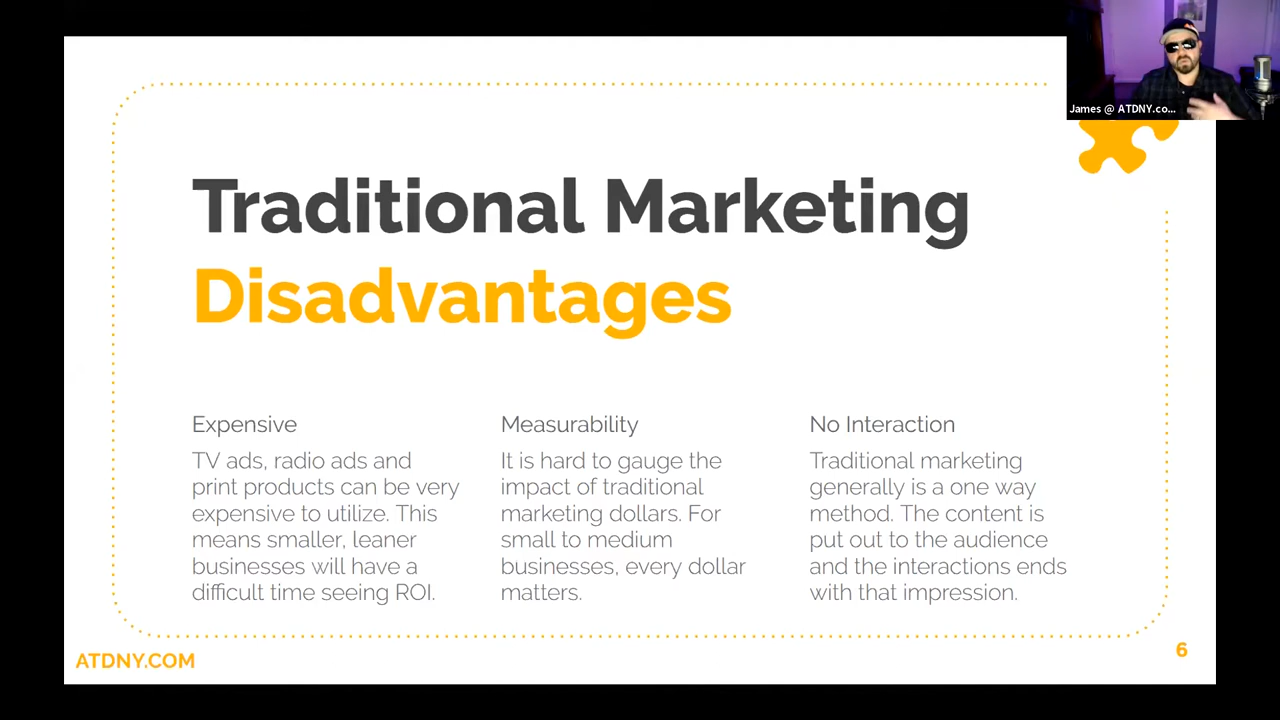 James @ ATDNY.co...
Traditional Marketing
Disadvantages
Expensive
TV ads, radio ads and
print products can be very
expensive to utilize. This
means smaller, leaner
businesses will have a
difficult time seeing ROI.
Measurability
It is hard to gauge the
impact of traditional
marketing dollars. For
small to medium
businesses, every dollar
matters.
No Interaction
Traditional marketing
generally is a one way
method. The content is
put out to the audience
and the interactions ends
with that impression.
ATDNY.COM
6